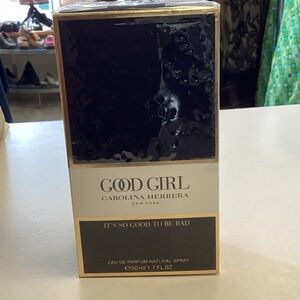 GOOD GIRL
CAROLINA HERRERA
NEW YORK
IT'S SO GOOD TO BE BAD
EAU DE PARFUM NATURAL SPRAY
℮50 ml 1.7 FL OZ